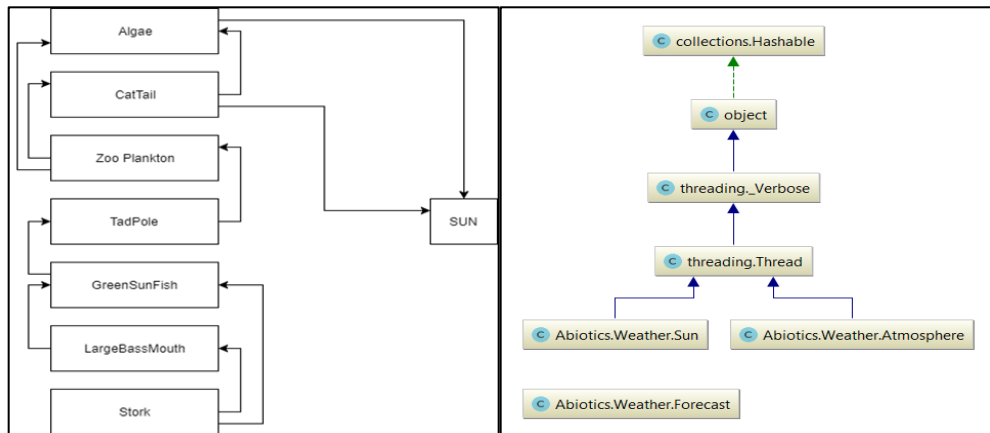 Algae
CatTail
Zoo Plankton
TadPole
GreenSunFish
LargeBassMouth
Stork
SUN
C collections.Hashable
C object
C threading._Verbose
C threading.Thread
C Abiotics.Weather.Sun
C Abiotics.Weather.Atmosphere
C Abiotics.Weather.Forecast